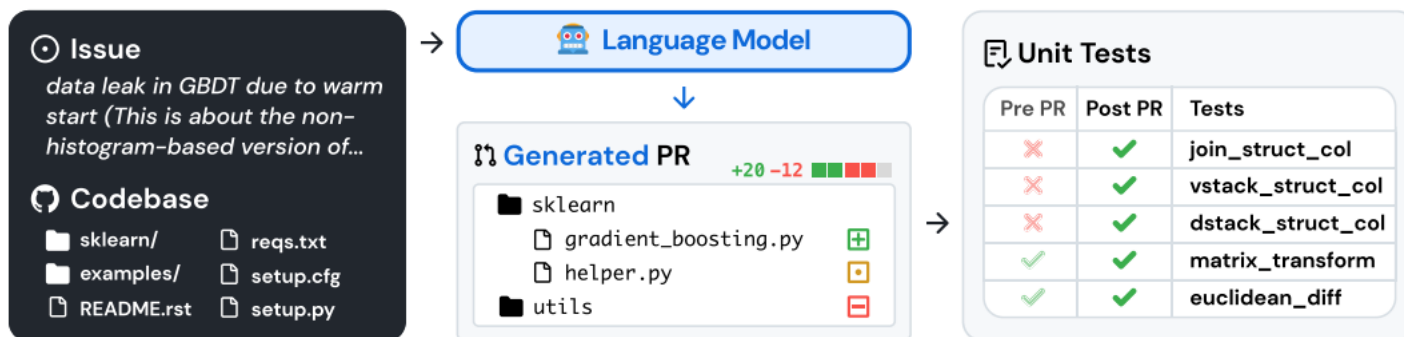 Issue
data leak in GBDT due to warm
start (This is about the non-
histogram-based version of...
Codebase
sklearn/
reqs.txt
examples/
setup.cfg
README.rst
setup.py
Language Model
Generated PR
+20 -12
sklearn
gradient_boosting.py
helper.py
utils
Unit Tests
Pre PR Post PR Tests
join_struct_col
vstack_struct_col
dstack_struct_col
matrix_transform
euclidean_diff